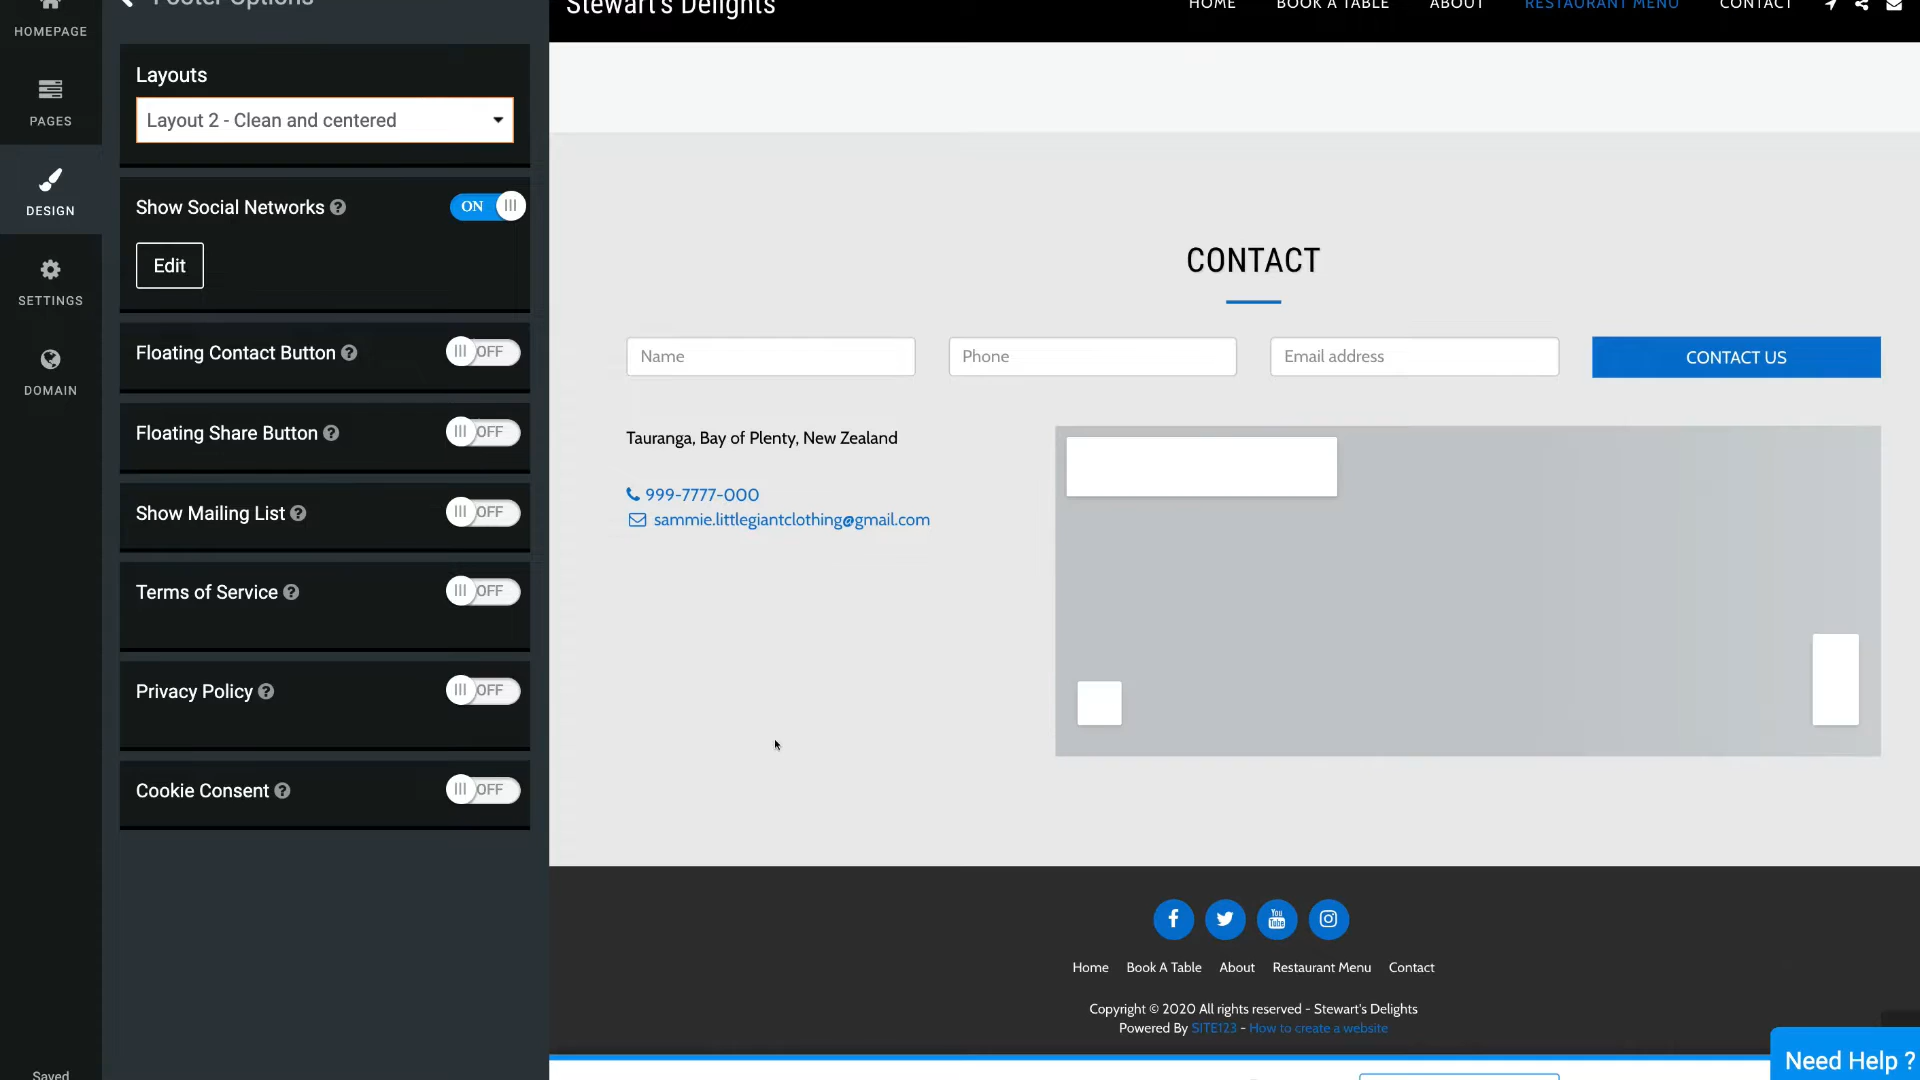 Footer Options
Stewart's Delights
HOME
BOOK A TABLE
ABOUT
RESTAURANT MENU
CONTACT
HOMEPAGE
PAGES
DESIGN
SETTINGS
DOMAIN
Saved
Layouts
Layout 2 - Clean and centered
Show Social Networks
ON
Edit
Floating Contact Button
OFF
Floating Share Button
OFF
Show Mailing List
OFF
Terms of Service
OFF
Privacy Policy
OFF
Cookie Consent
OFF
CONTACT
Name
Phone
Email address
CONTACT US
Tauranga, Bay of Plenty, New Zealand
999-7777-000
sammie.littlegiantclothing@gmail.com
You
Tube
Home Book A Table About Restaurant Menu Contact
Copyright © 2020 All rights reserved - Stewart's Delights
Powered By SITE123 - How to create a website
Need Help ?